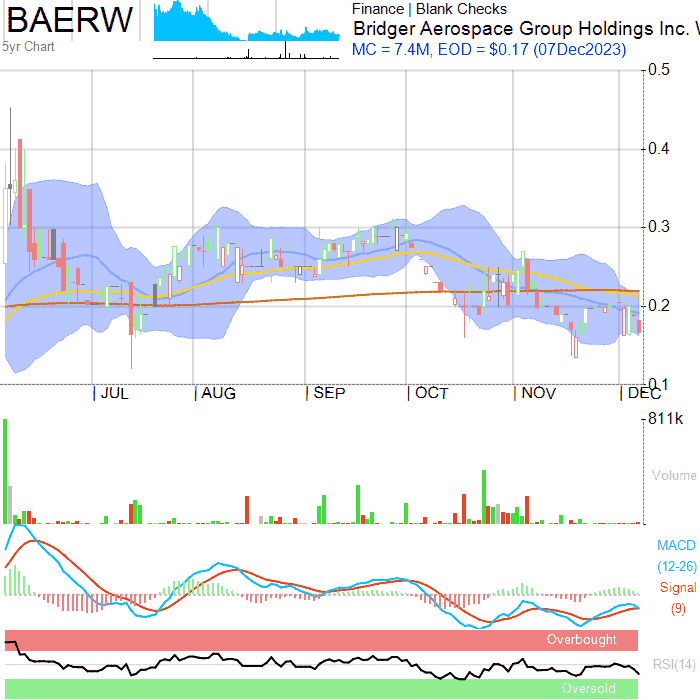 BAERW
5yr Chart
Finance | Blank Checks
Bridger Aerospace Group Holdings Inc. W
MC = 7.4M, EOD = $0.17 (07Dec2023)
0.5
0.4
0.3
0.2
0.1
JUL AUG SEP OCT NOV DEC
811k
Volume
MACD
(12-26)
Signal
(9)
Overbought
RSI(14)
Oversold